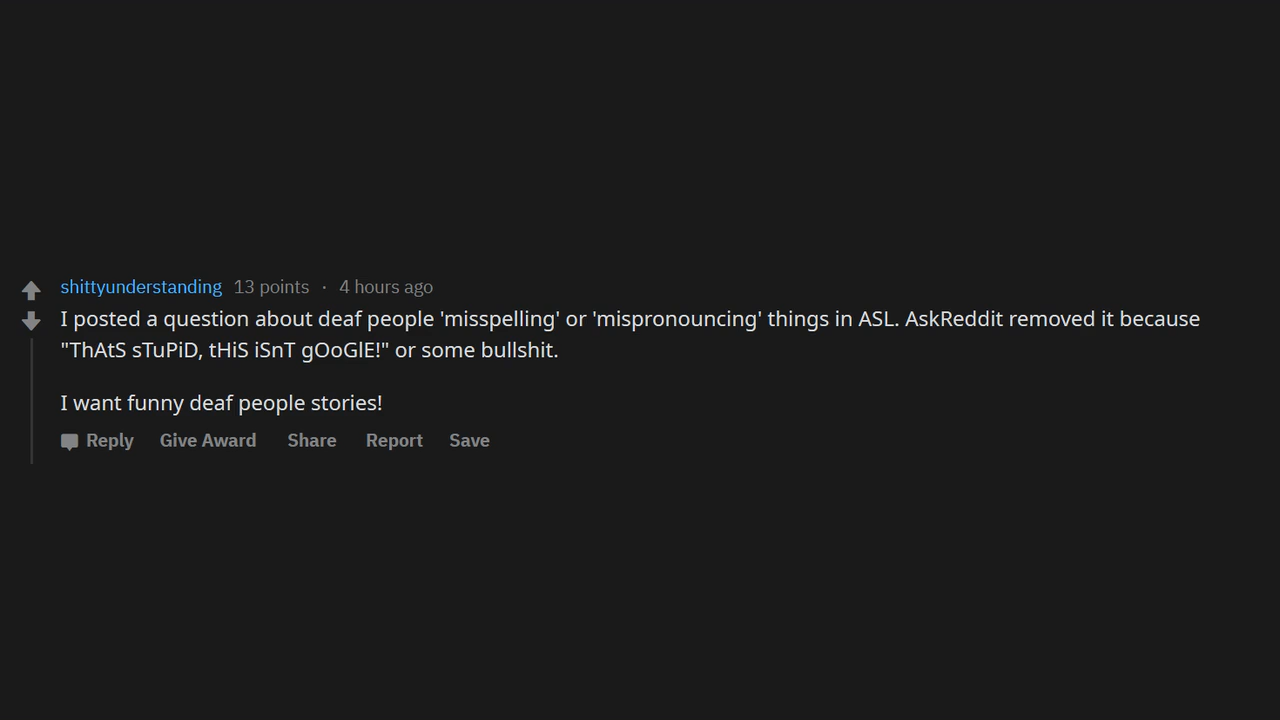 shittyunderstanding 13 points · 4 hours ago
I posted a question about deaf people 'misspelling' or 'mispronouncing' things in ASL. AskReddit removed it because
"ThAtS sTuPiD, tHiS iSnT gOoGlE!" or some bullshit.
I want funny deaf people stories!
Reply Give Award Share Report Save